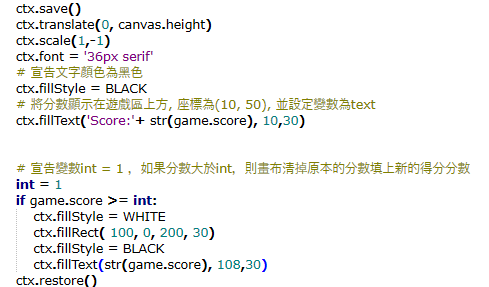 ctx.save()
ctx.translate(0, canvas.height)
ctx.scale(1,-1)
ctx.font = '36px serif'
# 宣告文字顏色為黑色
ctx.fillStyle = BLACK
# 將分數顯示在遊戲區上方, 座標為(10, 50), 並設定變數為text
ctx.fillText('Score:'+ str(game.score), 10,30)
# 宣告變數int = 1 ，如果分數大於int，則畫布清掉原本的分數填上新的得分分數
int = 1
if game.score >= int:
    ctx.fillStyle = WHITE
    ctx.fillRect( 100, 0, 200, 30)
    ctx.fillStyle = BLACK
    ctx.fillText(str(game.score), 108,30)
ctx.restore()